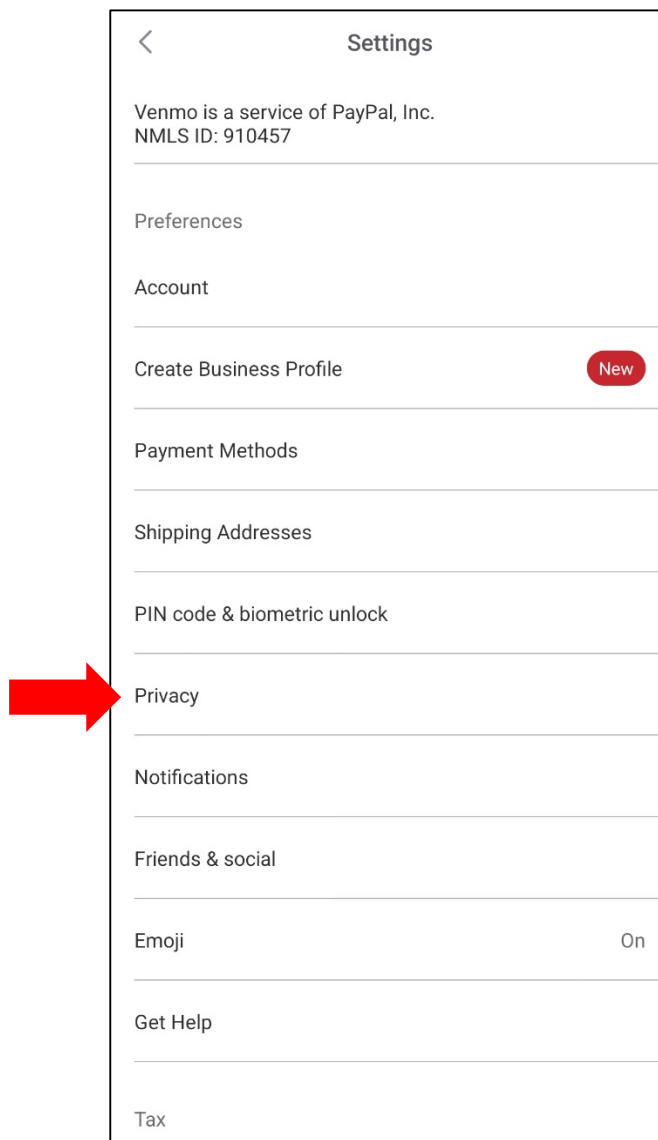 Settings
Venmo is a service of PayPal, Inc.
NMLS ID: 910457
Preferences
Account
Create Business Profile New
Payment Methods
Shipping Addresses
PIN code & biometric unlock
Privacy
Notifications
Friends & social
Emoji On
Get Help
Tax